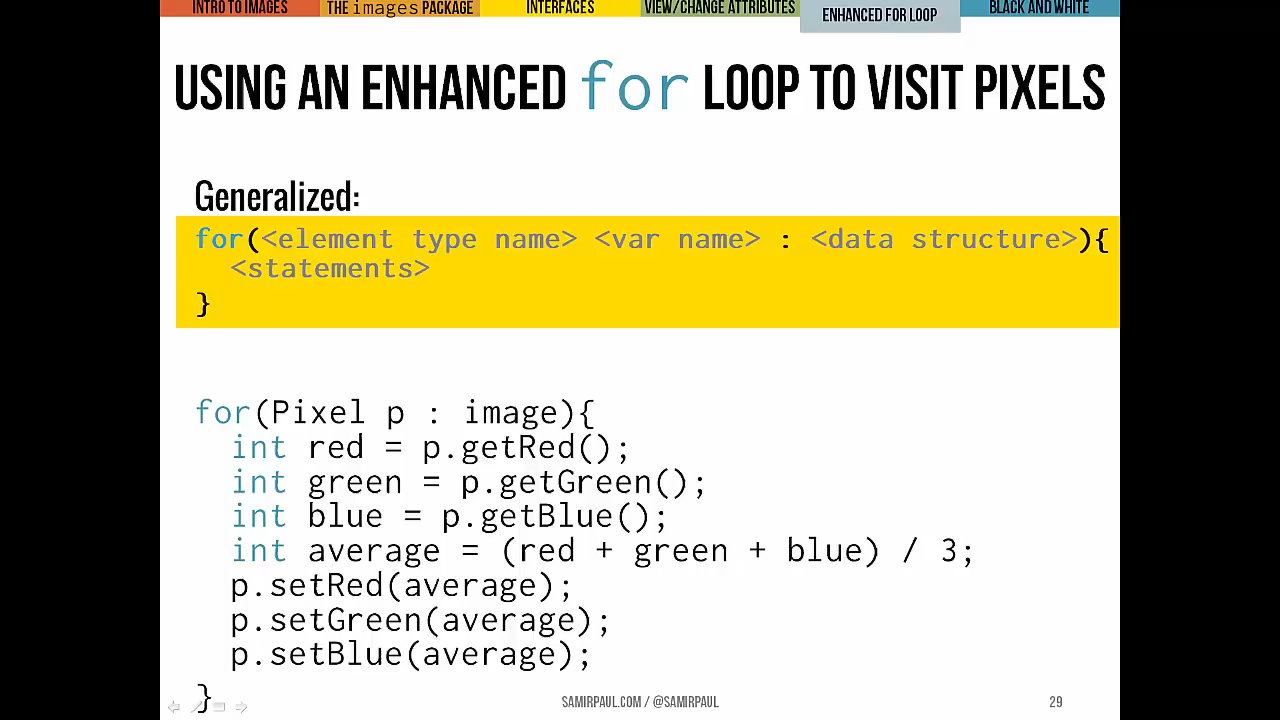 INTRO TO IMAGES
THE images PACKAGE
INTERFACES
VIEW/CHANGE ATTRIBUTES
ENHANCED FOR LOOP
BLACK AND WHITE
USING AN ENHANCED for LOOP TO VISIT PIXELS
Generalized:
for(<element type name> <var name> : <data structure>){
<statements>
}
for(Pixel p : image){
int red = p.getRed();
int green = p.getGreen();
int blue = p.getBlue();
int average = (red + green + blue) / 3;
p.setRed(average);
p.setGreen(average);
p.setBlue(average);
}
SAMIRPAUL.COM / @SAMIRPAUL
29